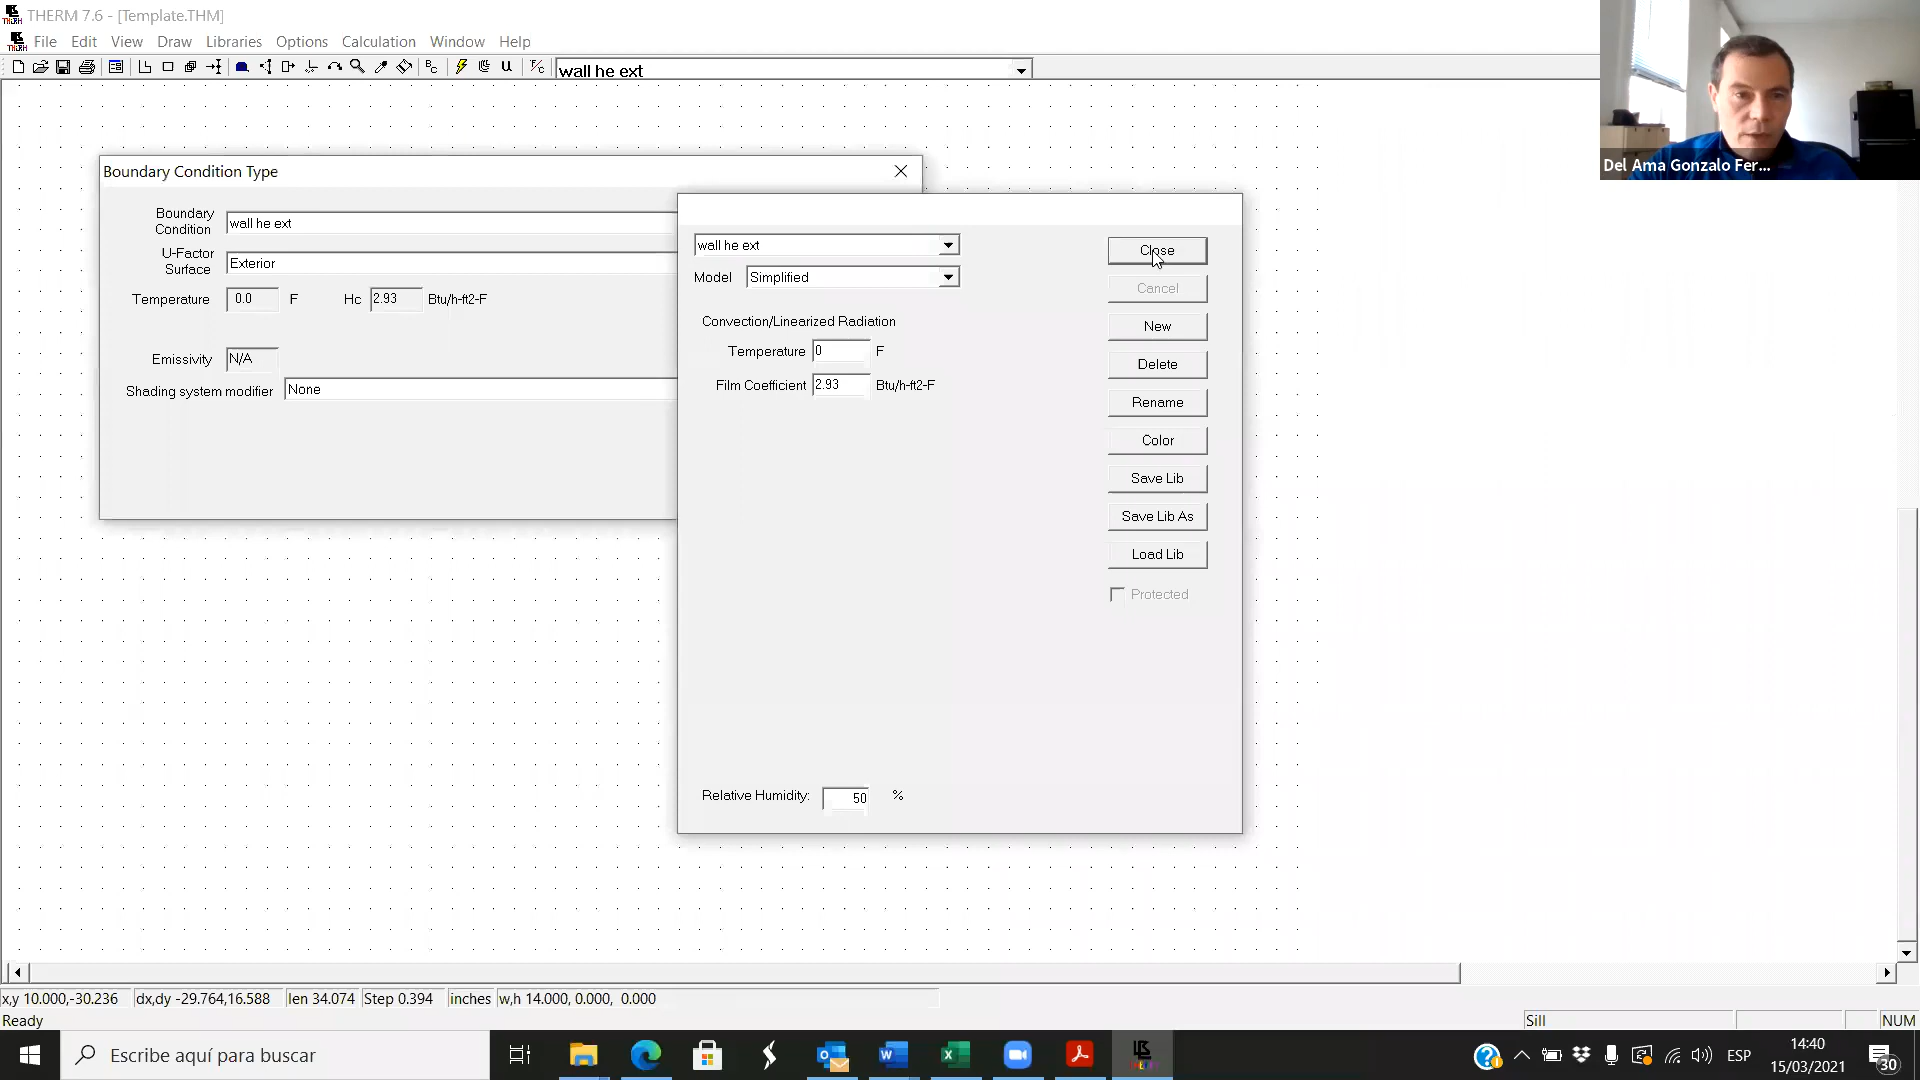 THERM 7.6 - [Template.THM]
File Edit View Draw Libraries Options Calculation Window Help
wall he ext
Del Ama Gonzalo Fer...
Boundary Condition Type
Boundary
Condition
wall he ext
U-Factor
Surface
Exterior
Temperature 0.0 F Hc 2.93 Btu/h-ft2-F
Emissivity N/A
Shading system modifier None
wall he ext
Model Simplified
Convection/Linearized Radiation
Temperature 0 F
Film Coefficient 2.93 Btu/h-ft2-F
Relative Humidity: 50 %
Close
Cancel
New
Delete
Rename
Color
Save Lib
Save Lib As
Load Lib
Protected
x,y 10.000,-30.236 dx,dy -29.764,16.588 len 34.074 Step 0.394 inches w,h 14.000, 0.000, 0.000
Ready Sill NUM
Escribe aquí para buscar
ESP
14:40
15/03/2021
30